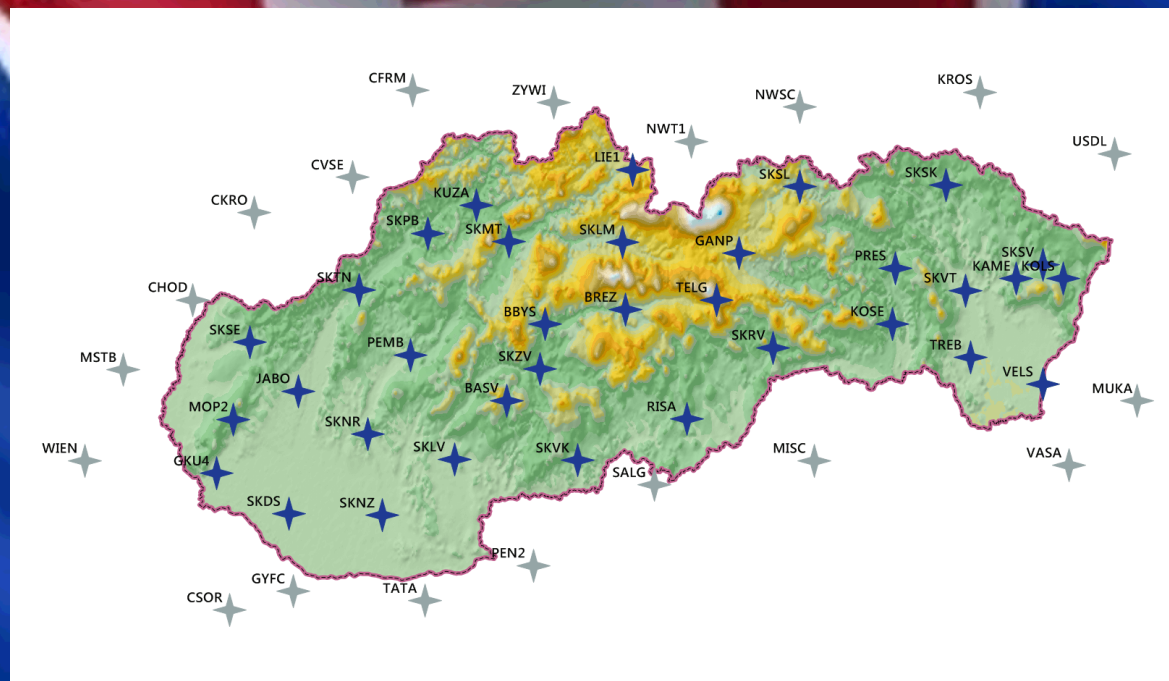 CFRM
KROS
ZYWI
NWSC
NWT1
USDL
LIE1
CVSE
SKSL
SKSK
KUZA
CKRO
SKPB
SKMT
SKLM
GANP
PRES
SKSV
KAME
KOLS
SKTN
SKVT
CHOD
TELG
BREZ
BBYS
KOSE
SKSE
PEMB
SKRV
TREB
MSTB
SKZV
VELS
JABO
BASV
MUKA
MOP2
RISA
SKNR
WIEN
SKLV
SKVK
MISC
VASA
GKU4
SALG
SKDS
SKNZ
PEN2
GYFC
TATA
CSOR